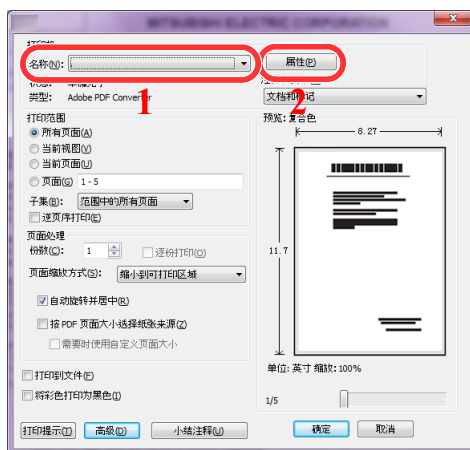 MITSUBISHI ELECTRIC CORPORATION
打印机
名称(N):
属性(P)
1
2
类型: Adobe PDF Converter
文档和标记
打印范围
所有页面(A)
当前视图(V)
当前页面(U)
页面(G) 1 - 5
子集(B): 范围中的所有页面
逆页序打印(E)
页面处理
份数(C): 1 逐份打印(O)
页面缩放方式(S): 缩小到可打印区域
自动旋转并居中(R)
按 PDF 页面大小选择纸张来源(Z)
需要时使用自定义页面大小
打印到文件(F)
将彩色打印为黑色(I)
预览: 复合色
8.27
11.7
单位: 英寸 缩放: 100%
1/5
打印提示(T) 高级(D) 小结注释(U) 确定 取消